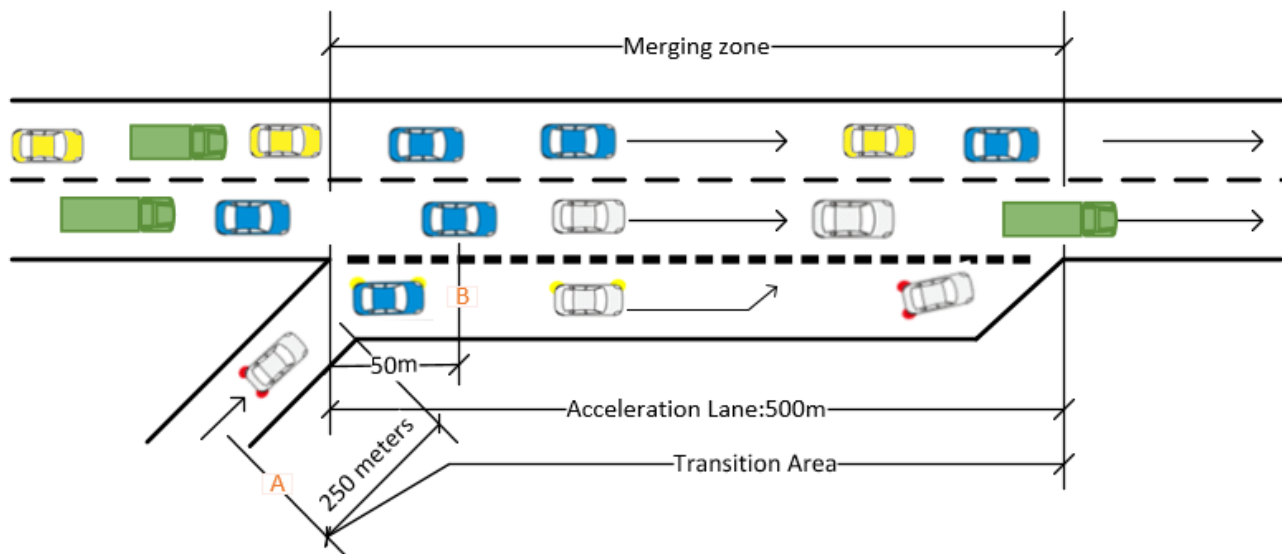 Merging zone
B
50m
Acceleration Lane:500m
250 meters
Transition Area
A